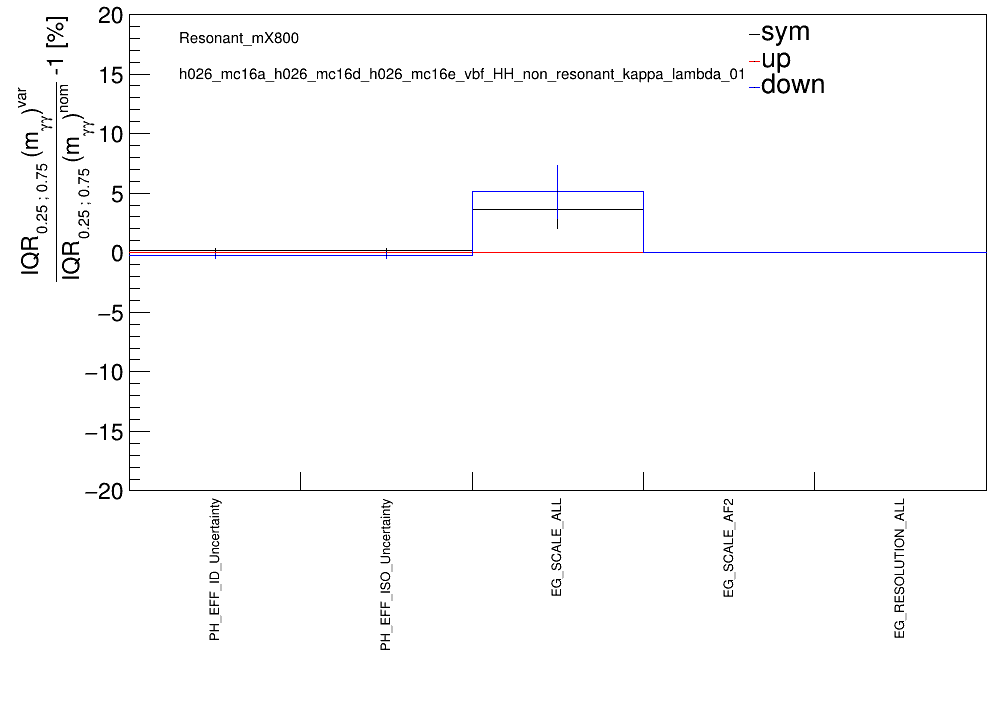 IQR0.25 ; 0.75 (mγγ)var
IQR0.25 ; 0.75 (mγγ)nom -1 [%]
Resonant_mX800
h026_mc16a_h026_mc16d_h026_mc16e_vbf_HH_non_resonant_kappa_lambda_01
sym
up
down
20
15
10
5
0
−5
−10
−15
−20
PH_EFF_ID_Uncertainty
PH_EFF_ISO_Uncertainty
EG_SCALE_ALL
EG_SCALE_AF2
EG_RESOLUTION_ALL